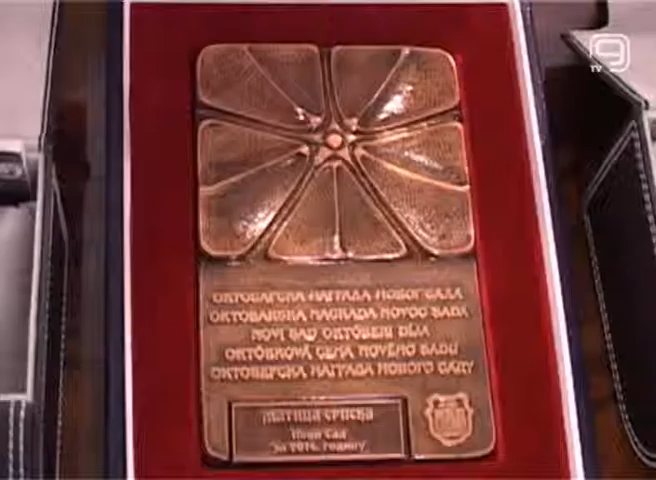 9
TV
ОКТОБАРСКА НАГРАДА НОВОГ САДА
OKTOBARSKA NAGRADA NOVOG SADA
NOVI SAD OKTÓBERI DÍJA
OKTÓBROVÁ CENA NOVÉHO SADU
ОКТОБЕРСКА НАГРАДА НОВОГО САДУ
МАТИЦА СРПСКА
Нови Сад
за 2014. годину